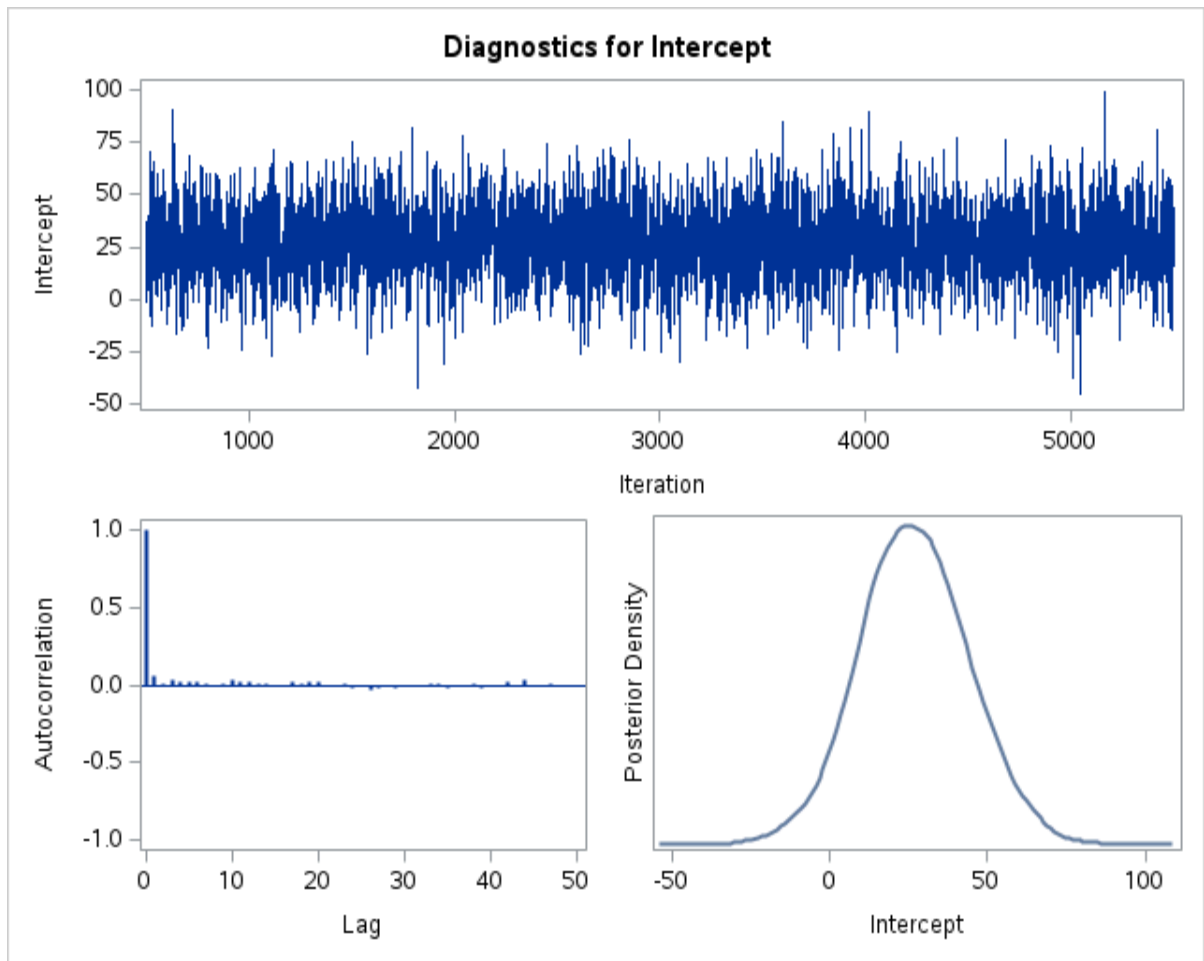 Diagnostics for Intercept
100
75
50
25
0
-25
-50
Intercept
1000 2000 3000 4000 5000
Iteration
1.0
0.5
0.0
-0.5
-1.0
Autocorrelation
0 10 20 30 40 50
Lag
Posterior Density
-50 0 50 100
Intercept